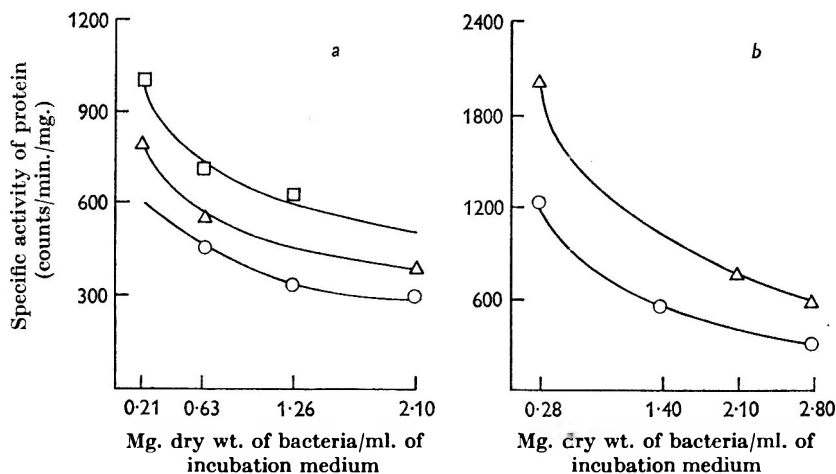 Specific activity of protein
(counts/min./mg.)
1200
900
600
300
a
0·21 0·63 1·26 2·10
Mg. dry wt. of bacteria/ml. of
incubation medium
2400
1800
1200
600
b
0·28 1·40 2·10 2·80
Mg. dry wt. of bacteria/ml. of
incubation medium